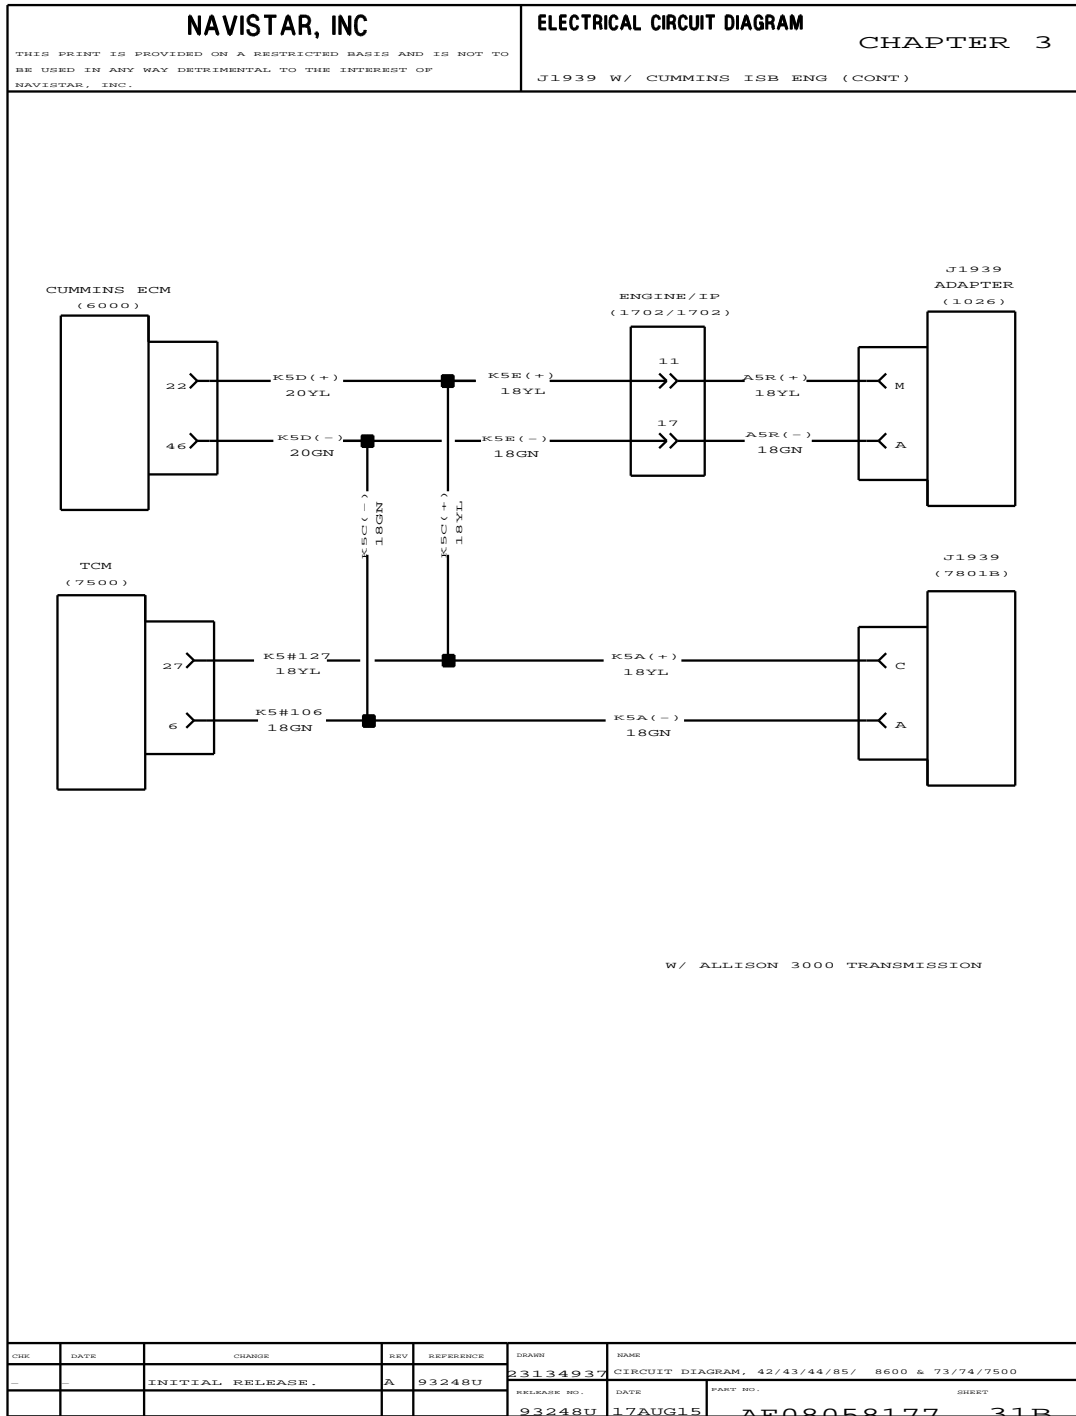 NAVISTAR, INC
THIS PRINT IS PROVIDED ON A RESTRICTED BASIS AND IS NOT TO
BE USED IN ANY WAY DETRIMENTAL TO THE INTEREST OF
NAVISTAR, INC.
ELECTRICAL CIRCUIT DIAGRAM
CHAPTER 3
J1939 W/ CUMMINS ISB ENG (CONT)
CUMMINS ECM
(6000)
ENGINE/IP
(1702/1702)
J1939
ADAPTER
(1026)
22
K5D(+)
20YL
K5E(+)
18YL
11
A5R(+)
18YL
M
46
K5D(-)
20GN
K5E(-)
18GN
17
A5R(-)
18GN
A
K5C(-)
18GN
K5C(+)
18YL
TCM
(7500)
J1939
(7801B)
27
K5#127
18YL
K5A(+)
18YL
C
6
K5#106
18GN
K5A(-)
18GN
A
W/ ALLISON 3000 TRANSMISSION
CHK DATE CHANGE REV REFERENCE
- - INITIAL RELEASE. A 93248U
DRAWN
23134937
NAME
CIRCUIT DIAGRAM, 42/43/44/85/ 8600 & 73/74/7500
RELEASE NO.
93248U
DATE
17AUG15
PART NO.
AE08058177
SHEET
31B